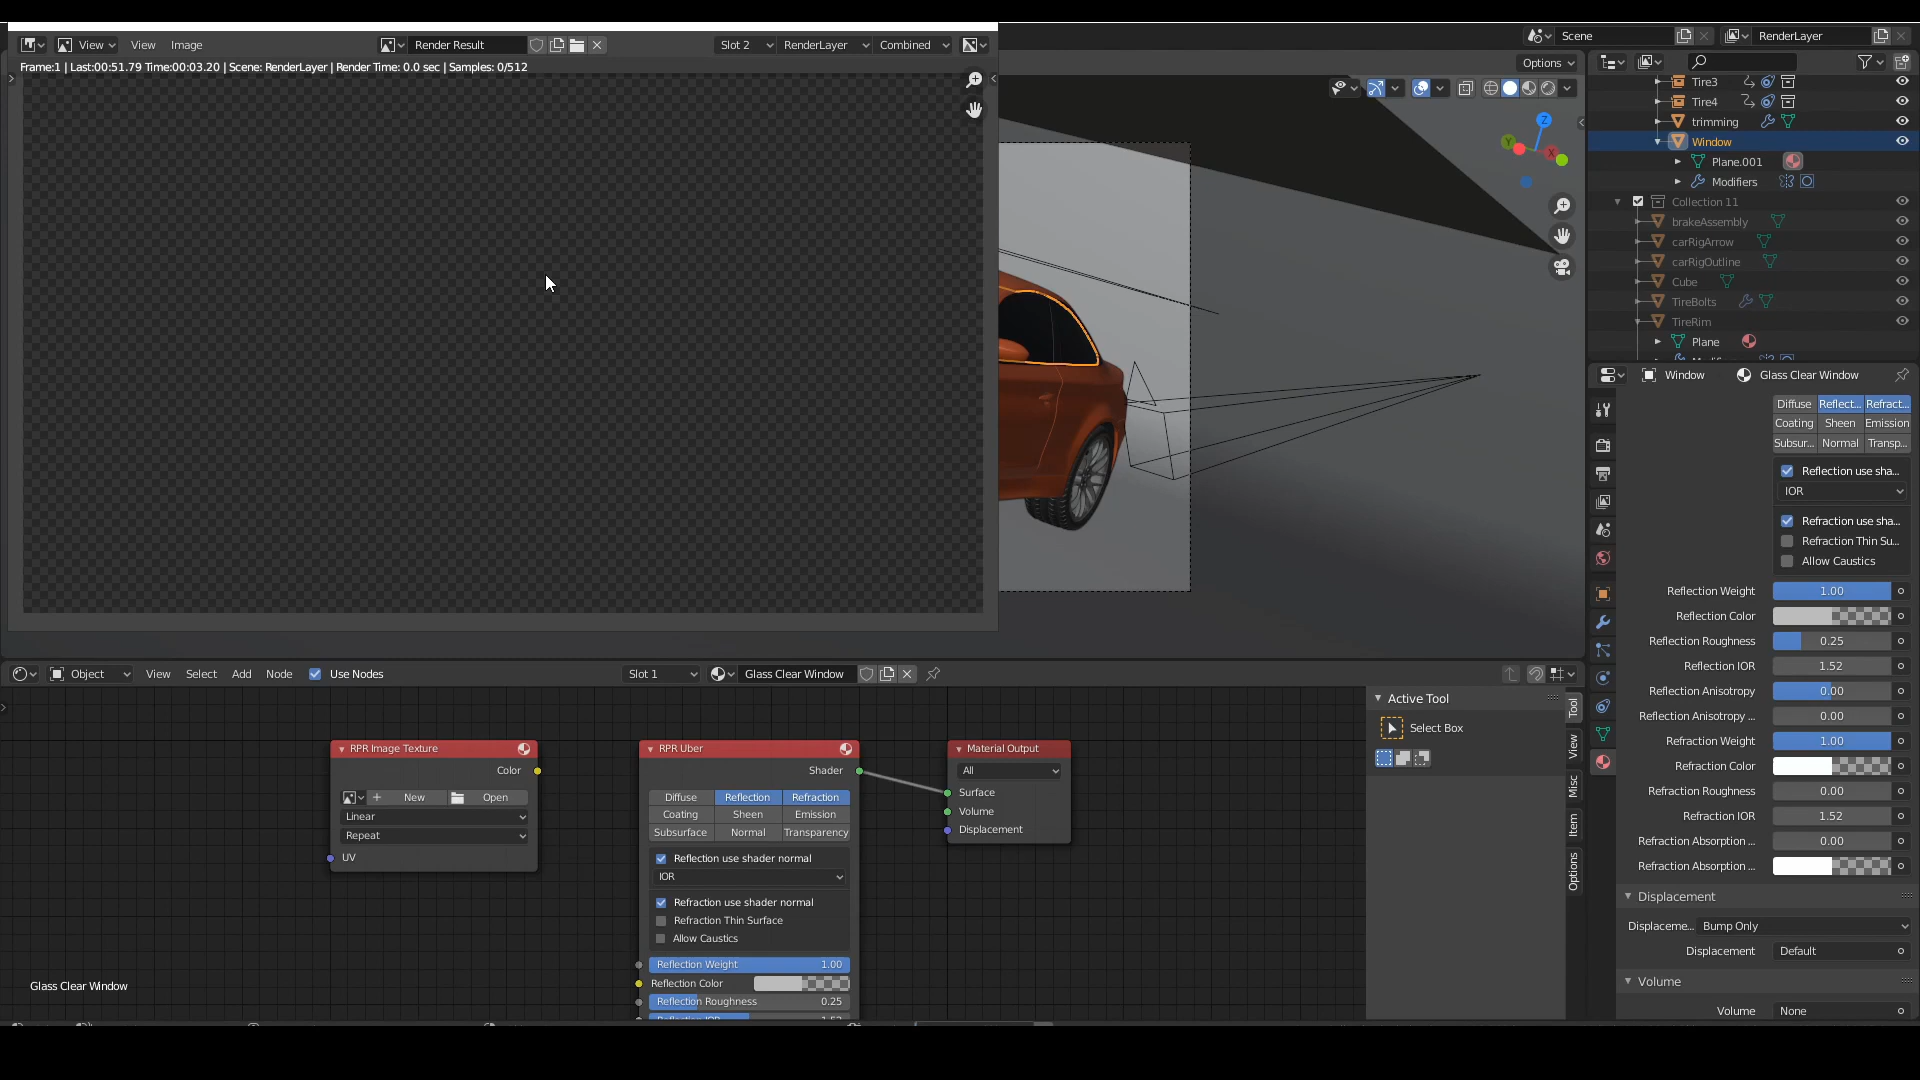 View View Image Render Result Slot 2 RenderLayer Combined
Frame:1 | Last:00:51.79 Time:00:03.20 | Scene: RenderLayer | Render Time: 0.0 sec | Samples: 0/512
Scene RenderLayer
Options
Z
Y
X
Tire3
Tire4
trimming
Window
Plane.001
Modifiers
Collection 11
brakeAssembly
carRigArrow
carRigOutline
Cube
TireBolts
TireRim
Plane
Window Glass Clear Window
Diffuse Reflect... Refract...
Coating Sheen Emission
Subsur... Normal Transp...
Reflection use sha...
IOR
Refraction use sha...
Refraction Thin Su...
Allow Caustics
Reflection Weight 1.00
Reflection Color
Reflection Roughness 0.25
Reflection IOR 1.52
Reflection Anisotropy 0.00
Reflection Anisotropy ... 0.00
Refraction Weight 1.00
Refraction Color
Refraction Roughness 0.00
Refraction IOR 1.52
Refraction Absorption ... 0.00
Refraction Absorption ...
Displacement
Displaceme... Bump Only
Displacement Default
Volume
Volume None
Object View Select Add Node Use Nodes Slot 1 Glass Clear Window
RPR Image Texture
Color
New Open
Linear
Repeat
UV
RPR Uber
Shader
Diffuse Reflection Refraction
Coating Sheen Emission
Subsurface Normal Transparency
Reflection use shader normal
IOR
Refraction use shader normal
Refraction Thin Surface
Allow Caustics
Reflection Weight 1.00
Reflection Color
Reflection Roughness 0.25
Material Output
All
Surface
Volume
Displacement
Active Tool
Select Box
Tool
View
Misc
Item
Options
Glass Clear Window